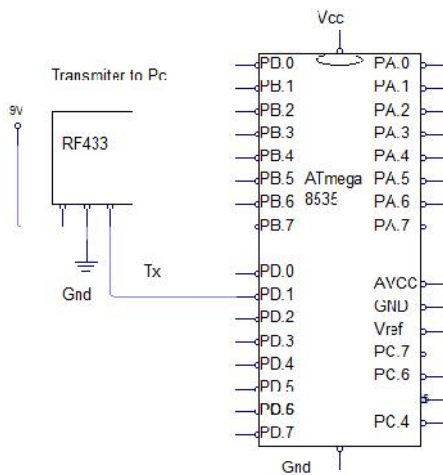 Vcc
Transmiter to Pc
9V
RF433
Gnd
Tx
PB.0
PB.1
PB.2
PB.3
PB.4
PB.5
PB.6
PB.7
PD.0
PD.1
PD.2
PD.3
PD.4
PD.5
PD.6
PD.7
ATmega
8535
PA.0
PA.1
PA.2
PA.3
PA.4
PA.5
PA.6
PA.7
AVCC
GND
Vref
PC.7
PC.6
PC.4
Gnd